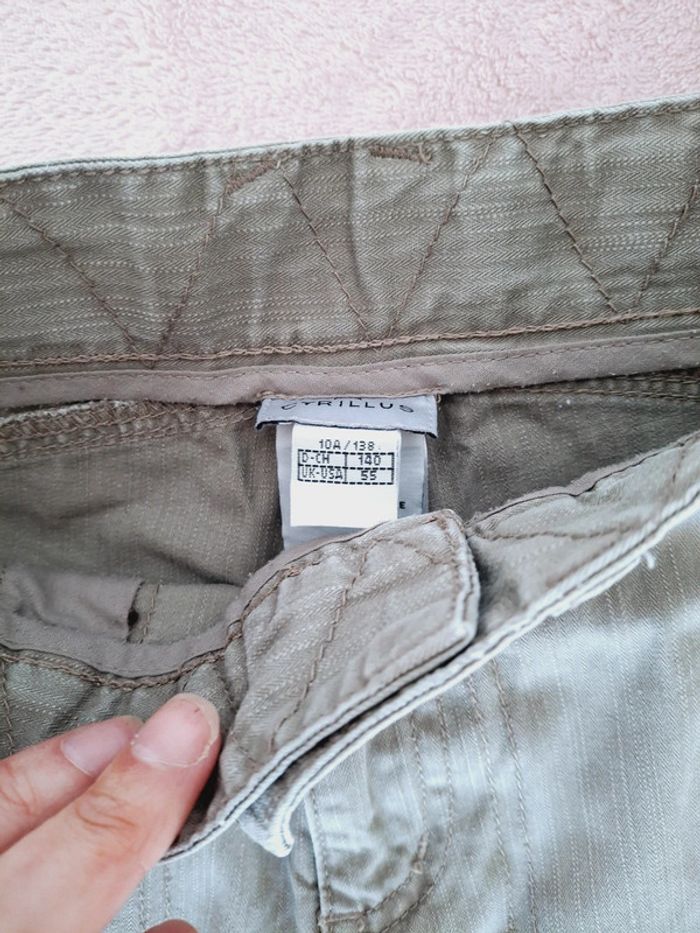 CYRILLUS
10A/138
D-CH 140
UK-USA 55
E